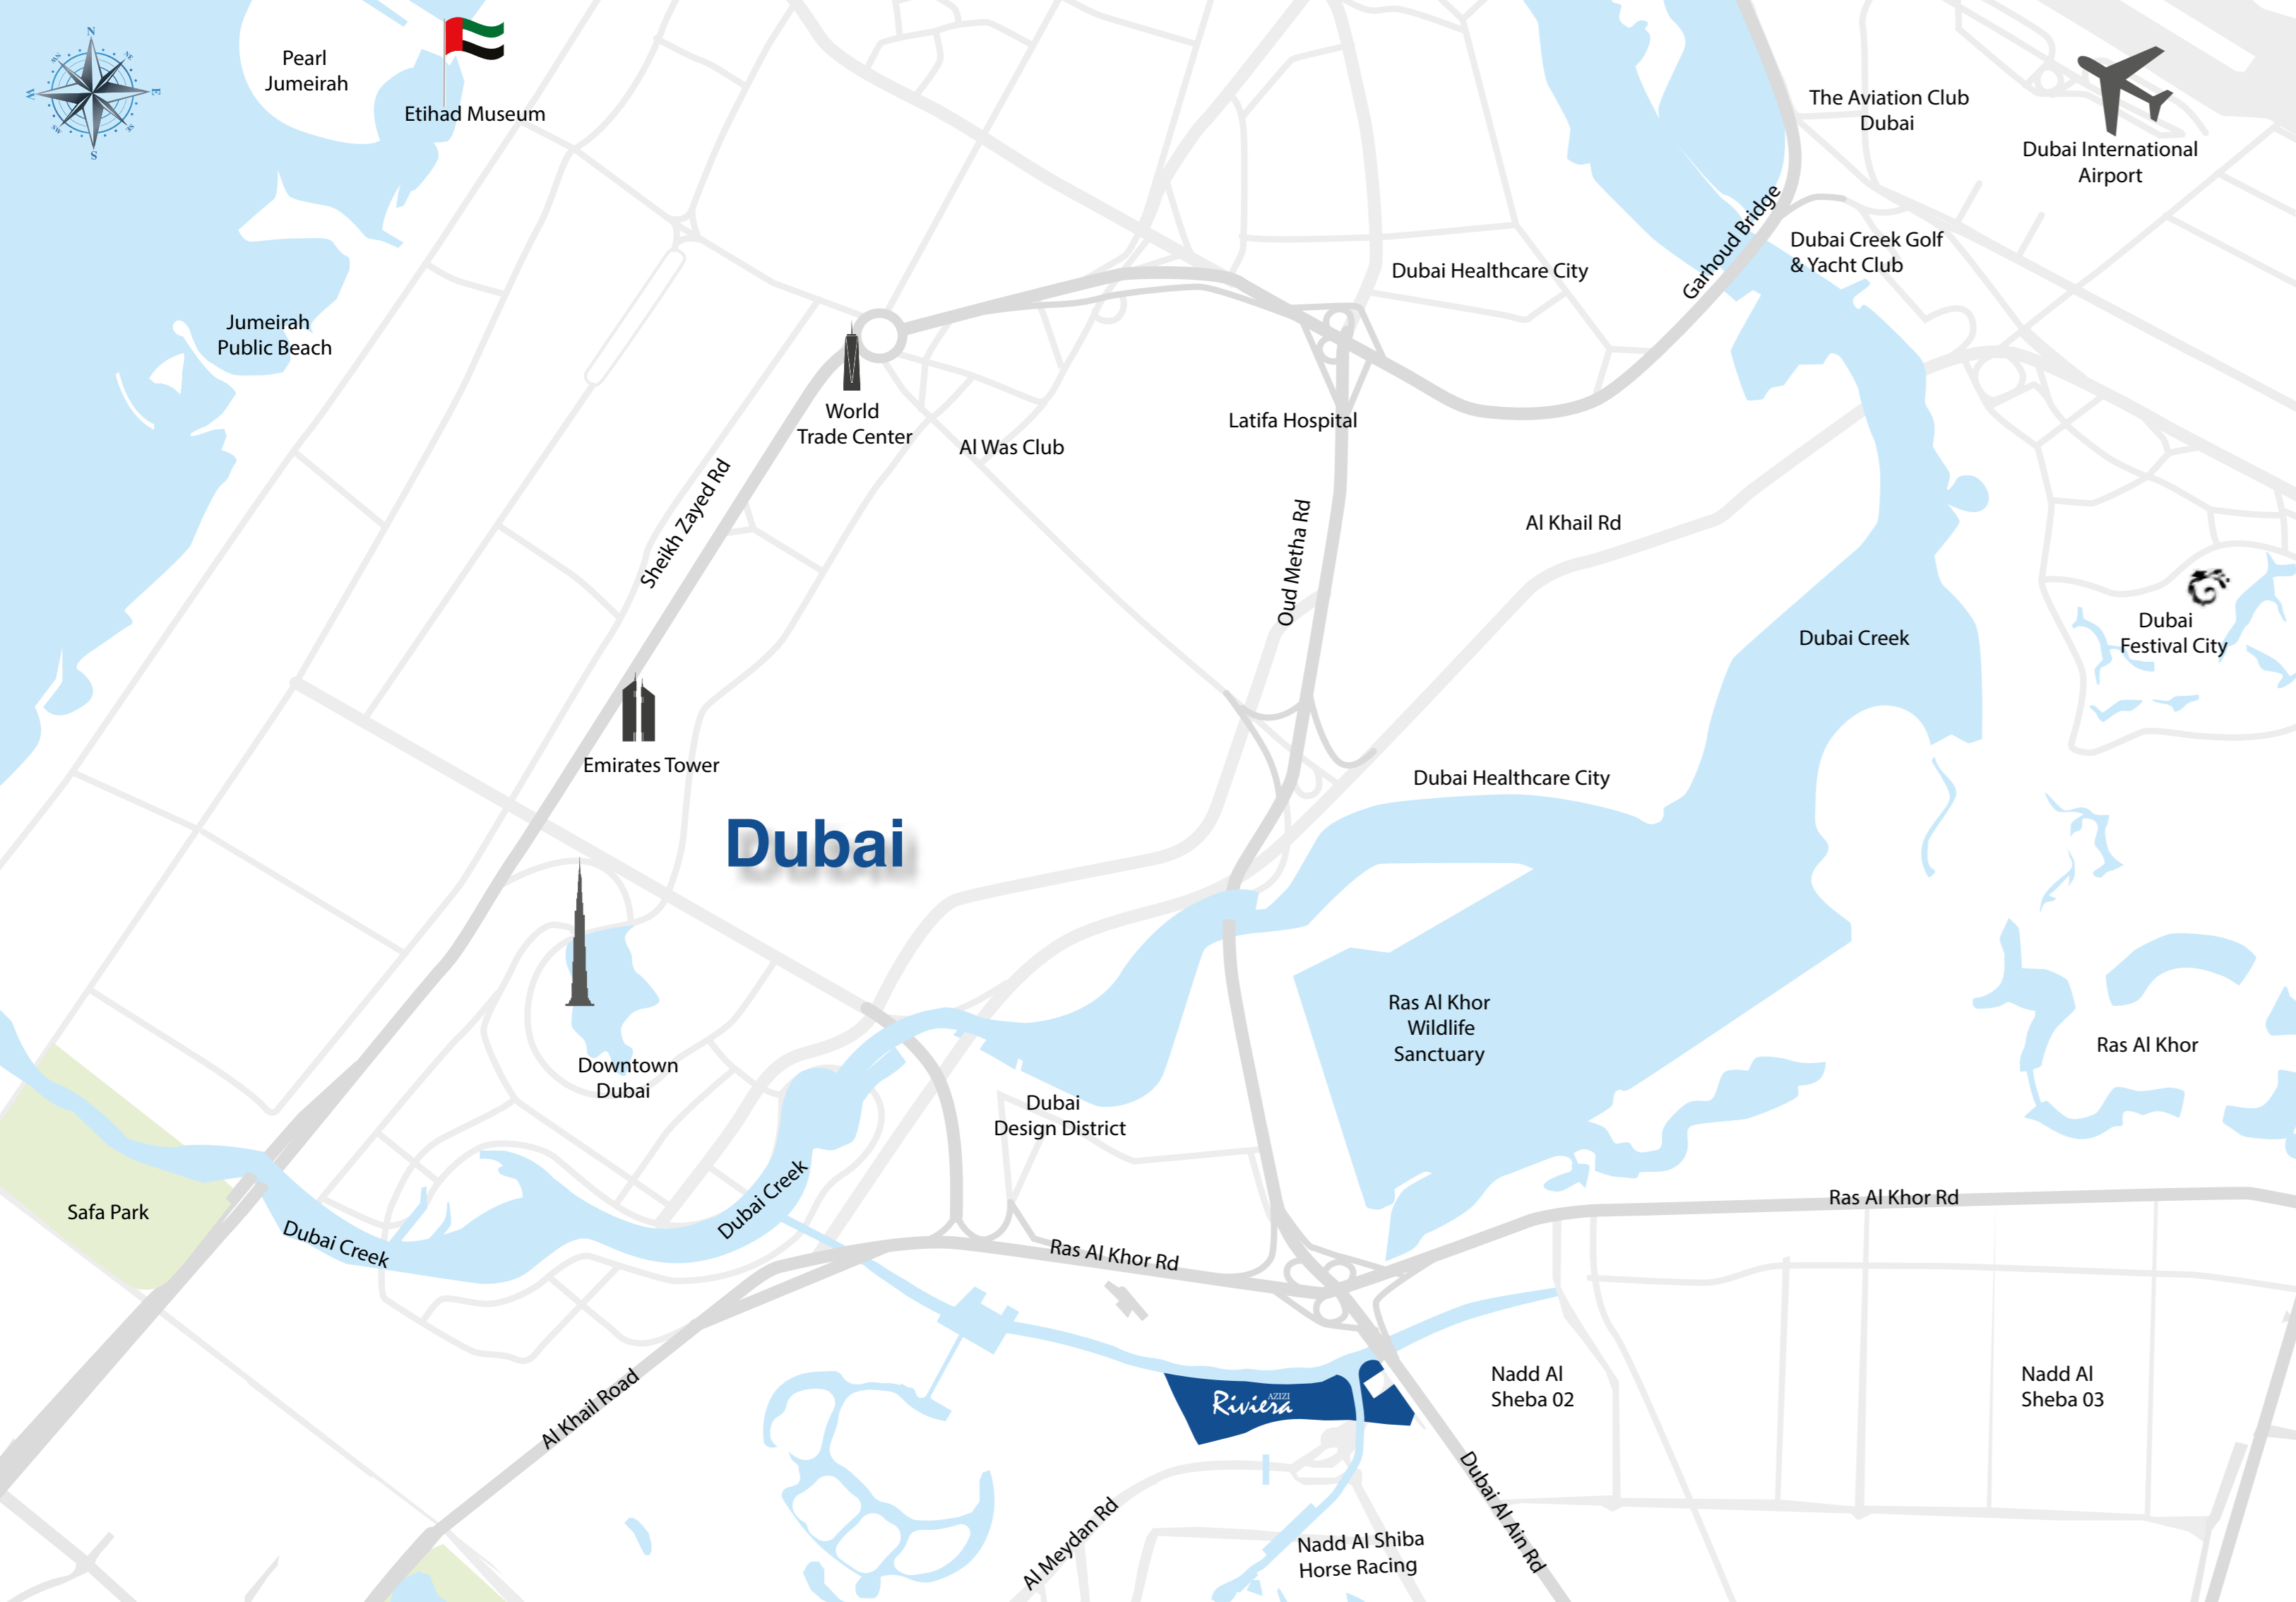 N
E
S
W
NE
SE
SW
Pearl
Jumeirah
Etihad Museum
The Aviation Club
Dubai
Dubai International
Airport
Garhoud Bridge
Dubai Creek Golf
& Yacht Club
Dubai Healthcare City
Jumeirah
Public Beach
World
Trade Center
Al Was Club
Latifa Hospital
Sheikh Zayed Rd
Oud Metha Rd
Al Khail Rd
Dubai Creek
Dubai
Festival City
Emirates Tower
Dubai Healthcare City
Dubai
Ras Al Khor
Wildlife
Sanctuary
Ras Al Khor
Downtown
Dubai
Dubai
Design District
Safa Park
Dubai Creek
Dubai Creek
Ras Al Khor Rd
Ras Al Khor Rd
Al Khail Road
AZIZI
Riviera
Nadd Al
Sheba 02
Nadd Al
Sheba 03
Al Meydan Rd
Nadd Al Shiba
Horse Racing
Dubai Al Ain Rd